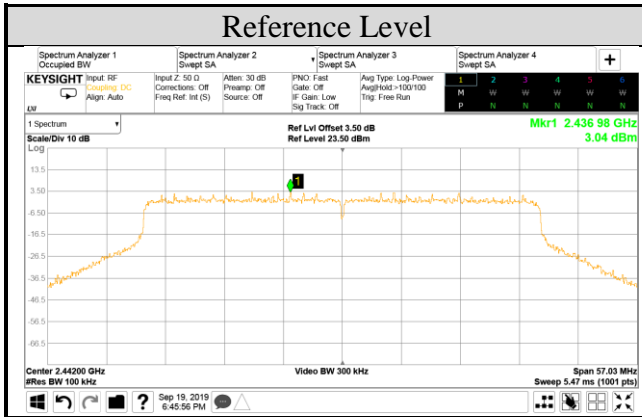 Reference Level
Spectrum Analyzer 1
Occupied BW
Spectrum Analyzer 2
Swept SA
Spectrum Analyzer 3
Swept SA
Spectrum Analyzer 4
Swept SA
+
KEYSIGHT
Input: RF
Coupling: DC
Align: Auto
Input Z: 50 Ω
Corrections: Off
Freq Ref: Int (S)
Atten: 30 dB
Preamp: Off
Source: Off
PNO: Fast
Gate: Off
IF Gain: Low
Sig Track: Off
Avg Type: Log-Power
Avg|Hold:>100/100
Trig: Free Run
1 2 3 4 5 6
M W W W W W
P N N N N N
LXI
1 Spectrum
Scale/Div 10 dB
Ref Lvl Offset 3.50 dB
Ref Level 23.50 dBm
Mkr1 2.436 98 GHz
3.04 dBm
Log
13.5
3.50
1
-6.50
-16.5
-26.5
-36.5
-46.5
-56.5
-66.5
Center 2.44200 GHz
#Res BW 100 kHz
Video BW 300 kHz
Span 57.03 MHz
Sweep 5.47 ms (1001 pts)
?
Sep 19, 2019
6:45:56 PM